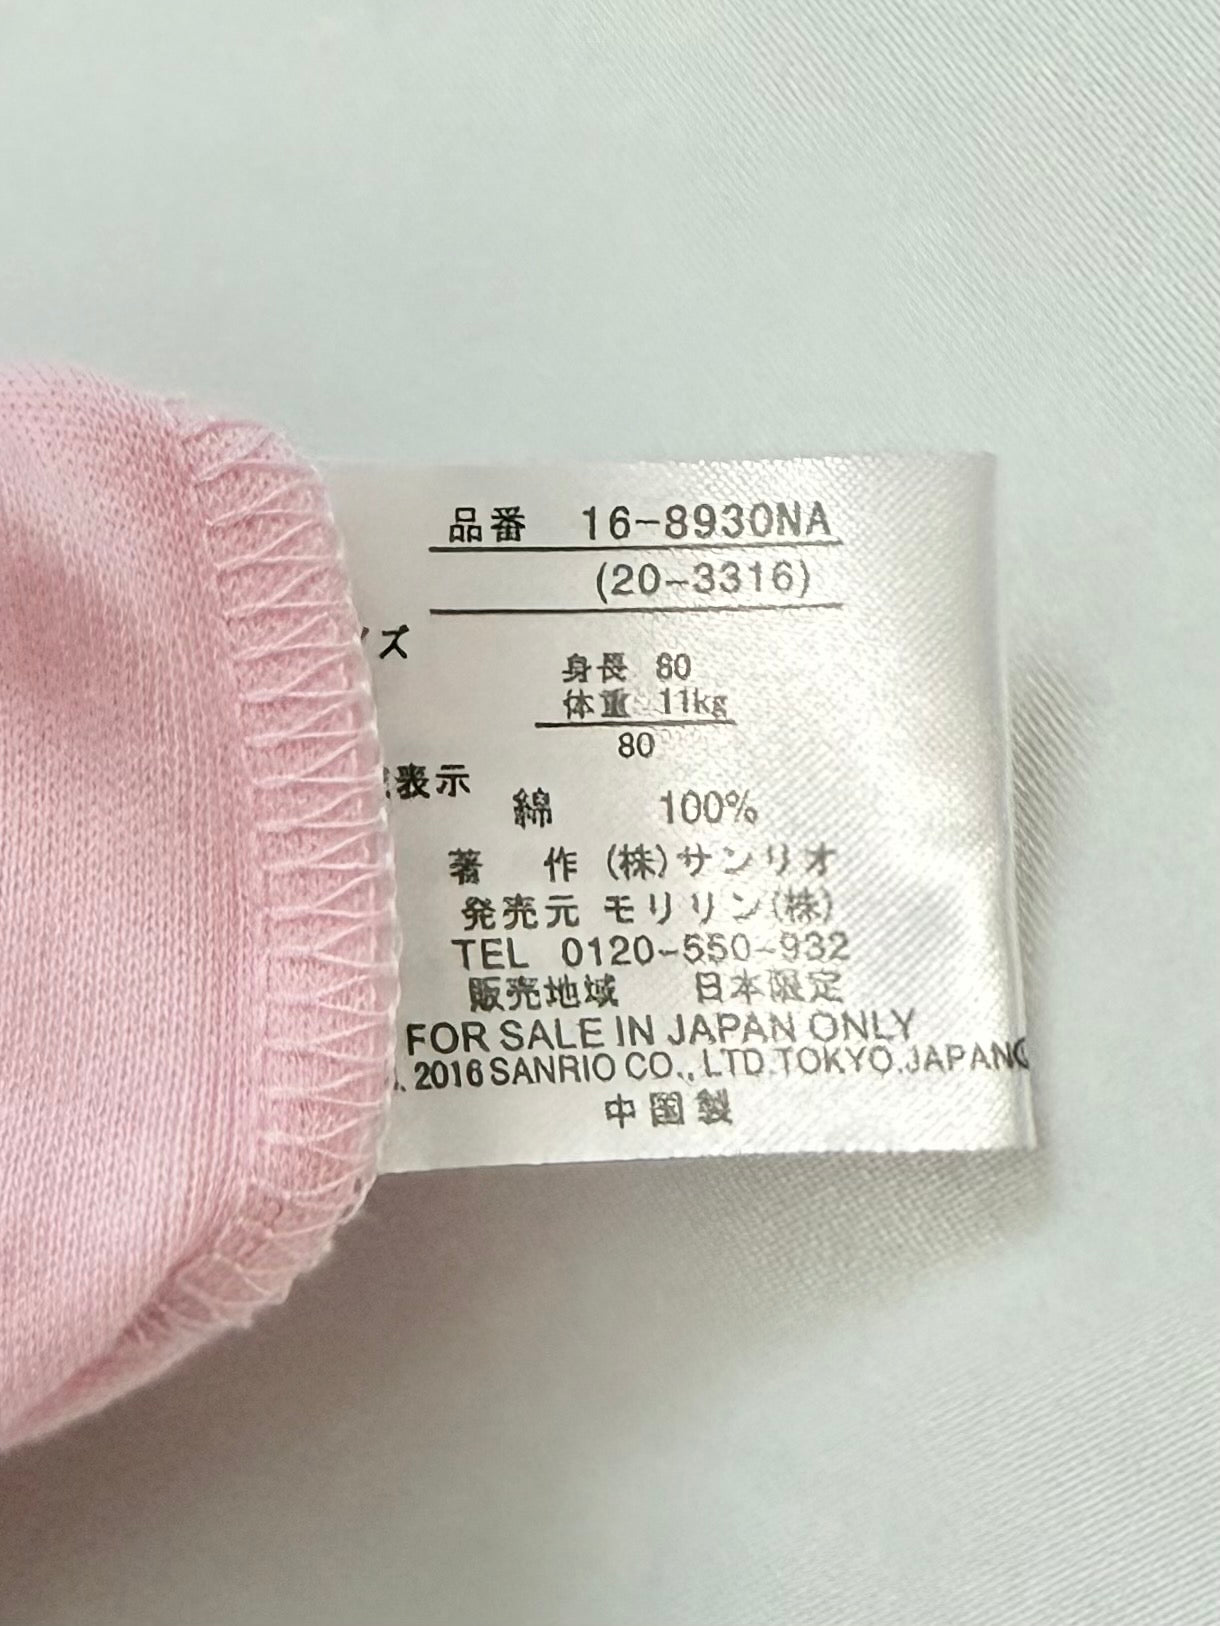 品番 16-8930NA
(20-3316)
ズ
身長 80
体重 11kg
80
表示
綿 100%
著 作 (株)サンリオ
発売元 モリリン(株)
TEL 0120-550-932
販売地域 日本限定
FOR SALE IN JAPAN ONLY
2016 SANRIO CO., LTD.TOKYO.JAPAN
中国製